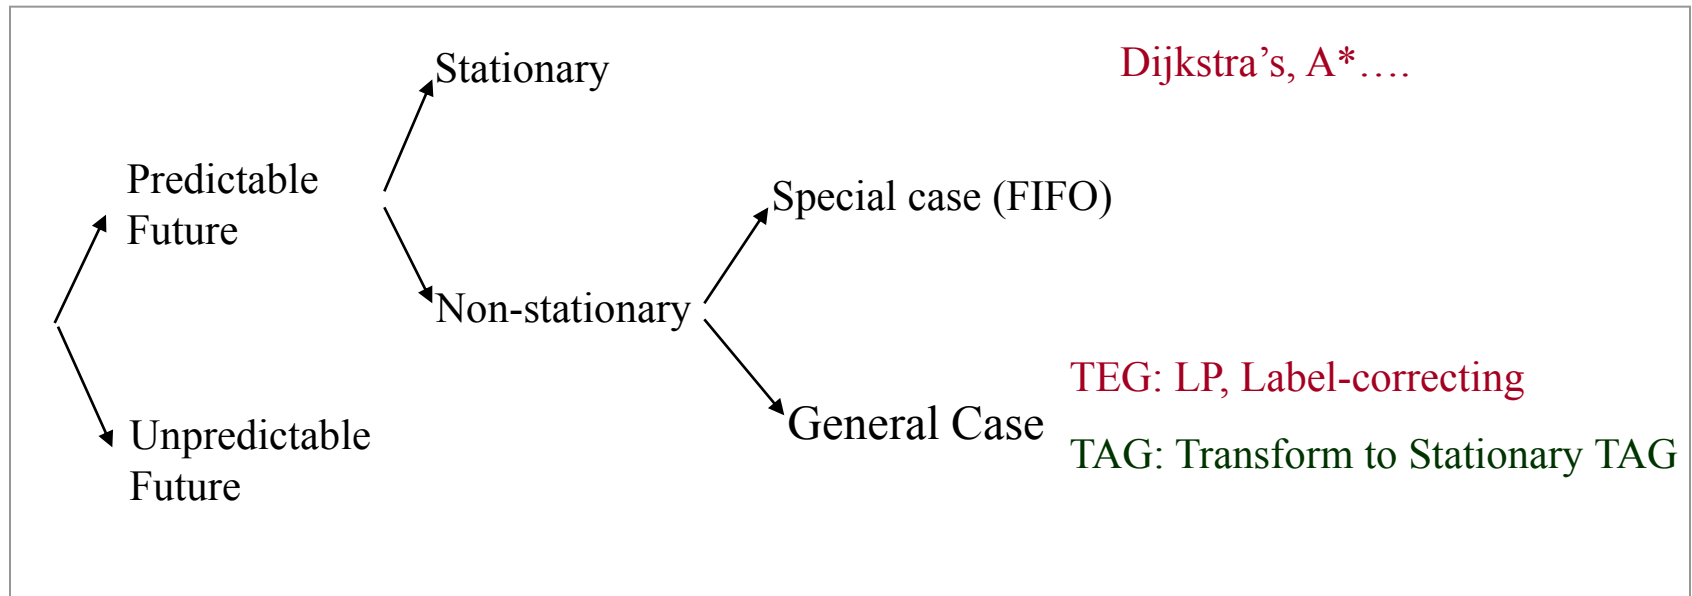 Stationary
Dijkstra’s, A*….
Predictable
Future
Special case (FIFO)
Non-stationary
TEG: LP, Label-correcting
General Case
TAG: Transform to Stationary TAG
Unpredictable
Future